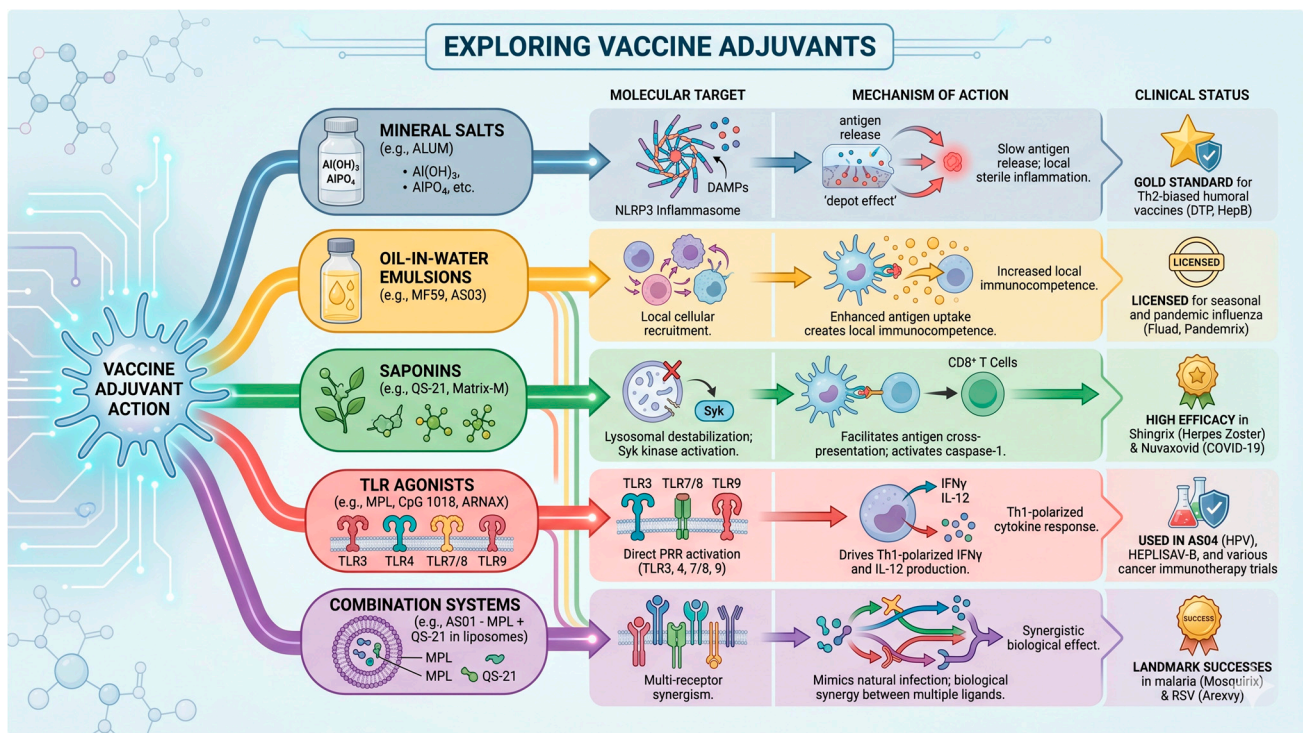 EXPLORING VACCINE ADJUVANTS
MOLECULAR TARGET
MECHANISM OF ACTION
CLINICAL STATUS
VACCINE
ADJUVANT
ACTION
Al(OH)₃
AlPO₄
MINERAL SALTS
(e.g., ALUM)
• Al(OH)₃,
• AlPO₄, etc.
DAMPs
NLRP3 Inflammasome
antigen
release
'depot effect'
Slow antigen
release; local
sterile inflammation.
GOLD STANDARD for
Th2-biased humoral
vaccines (DTP, HepB)
OIL-IN-WATER
EMULSIONS
(e.g., MF59, AS03)
Local cellular
recruitment.
Enhanced antigen uptake
creates local immunocompetence.
Increased local
immunocompetence.
LICENSED
LICENSED for seasonal
and pandemic influenza
(Fluad, Pandemrix)
SAPONINS
(e.g., QS-21, Matrix-M)
Syk
Lysosomal destabilization;
Syk kinase activation.
CD8⁺ T Cells
Facilitates antigen cross-
presentation; activates caspase-1.
HIGH EFFICACY in
Shingrix (Herpes Zoster)
& Nuvaxovid (COVID-19)
TLR AGONISTS
(e.g., MPL, CpG 1018, ARNAX)
TLR3 TLR4 TLR7/8 TLR9
TLR3 TLR7/8 TLR9
Direct PRR activation
(TLR3, 4, 7/8, 9)
IFNγ
IL-12
Drives Th1-polarized IFNγ
and IL-12 production.
Th1-polarized
cytokine response.
USED IN AS04 (HPV),
HEPLISAV-B, and various
cancer immunotherapy trials
COMBINATION SYSTEMS
(e.g., AS01 - MPL +
QS-21 in liposomes)
MPL
MPL QS-21
Multi-receptor
synergism.
Mimics natural infection; biological
synergy between multiple ligands.
Synergistic
biological effect.
SUCCESS
LANDMARK SUCCESSES
in malaria (Mosquirix)
& RSV (Arexvy)